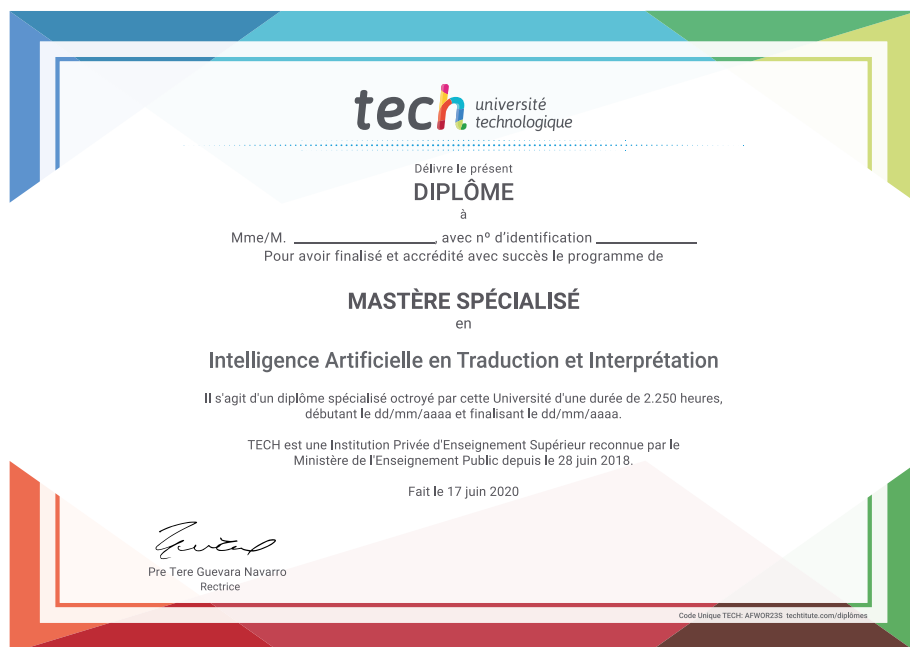 tech université
technologique
Délivre le présent
DIPLÔME
à
Mme/M. ____________, avec nº d'identification ____________
Pour avoir finalisé et accrédité avec succès le programme de
MASTÈRE SPÉCIALISÉ
en
Intelligence Artificielle en Traduction et Interprétation
Il s'agit d'un diplôme spécialisé octroyé par cette Université d'une durée de 2.250 heures,
débutant le dd/mm/aaaa et finalisant le dd/mm/aaaa.
TECH est une Institution Privée d'Enseignement Supérieur reconnue par le
Ministère de l'Enseignement Public depuis le 28 juin 2018.
Fait le 17 juin 2020
Pre Tere Guevara Navarro
Rectrice
Code Unique TECH: AFWOR23S techtitute.com/diplômes